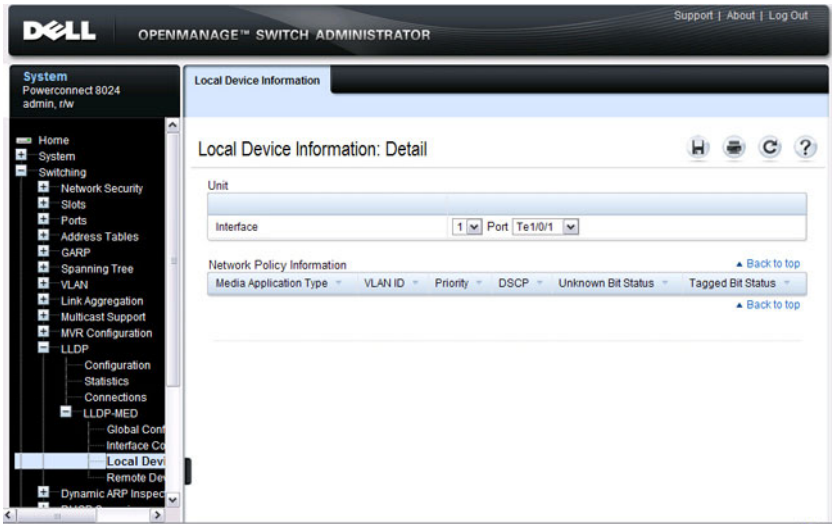 Support | About | Log Out
DELL
OPENMANAGE™ SWITCH ADMINISTRATOR
System
Powerconnect 8024
admin, r/w
Home
System
Switching
Network Security
Slots
Ports
Address Tables
GARP
Spanning Tree
VLAN
Link Aggregation
Multicast Support
MVR Configuration
LLDP
Configuration
Statistics
Connections
LLDP-MED
Global Conf
Interface Co
Local Devi
Remote De
Dynamic ARP Inspec
Local Device Information
Local Device Information: Detail
Unit
Interface 1 Port Te1/0/1
Back to top
Network Policy Information
Media Application Type VLAN ID Priority DSCP Unknown Bit Status Tagged Bit Status
Back to top